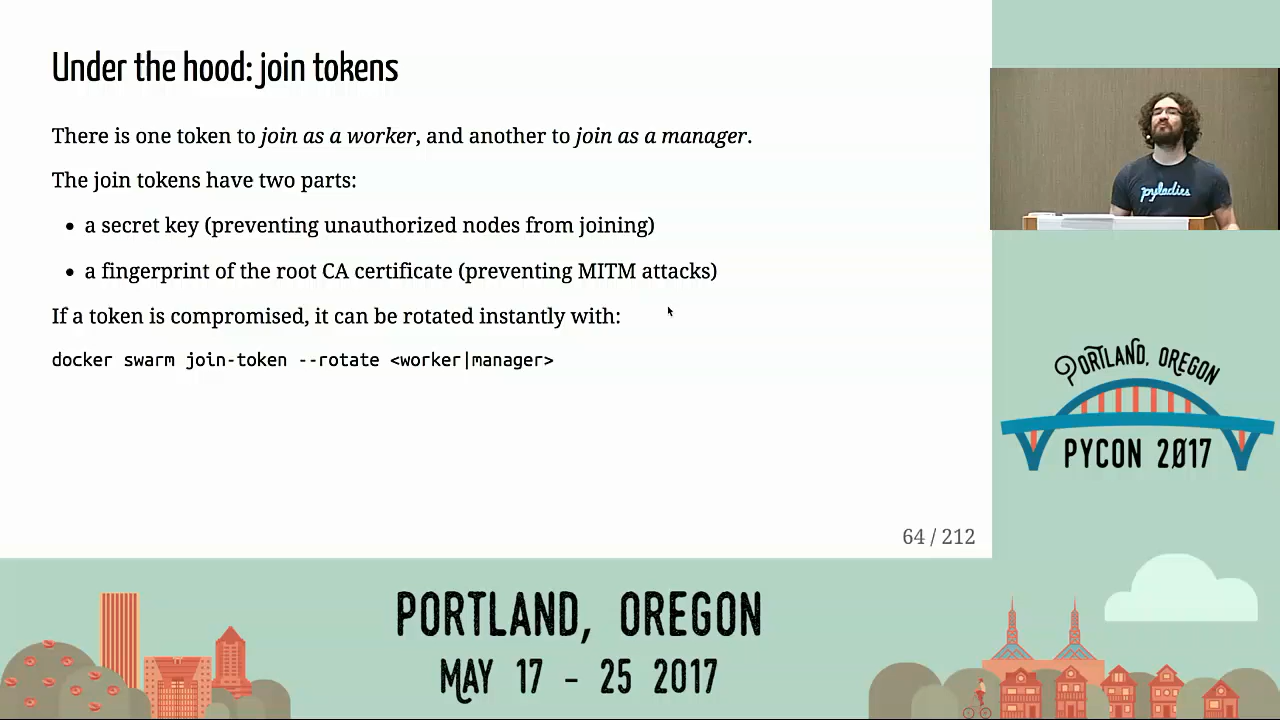 Under the hood: join tokens
There is one token to join as a worker, and another to join as a manager.
The join tokens have two parts:
• a secret key (preventing unauthorized nodes from joining)
• a fingerprint of the root CA certificate (preventing MITM attacks)
If a token is compromised, it can be rotated instantly with:
docker swarm join-token --rotate <worker|manager>
64 / 212
pyladies
PORTLAND, OREGON
PYCON 2017
PORTLAND, OREGON
MAY 17 - 25 2017